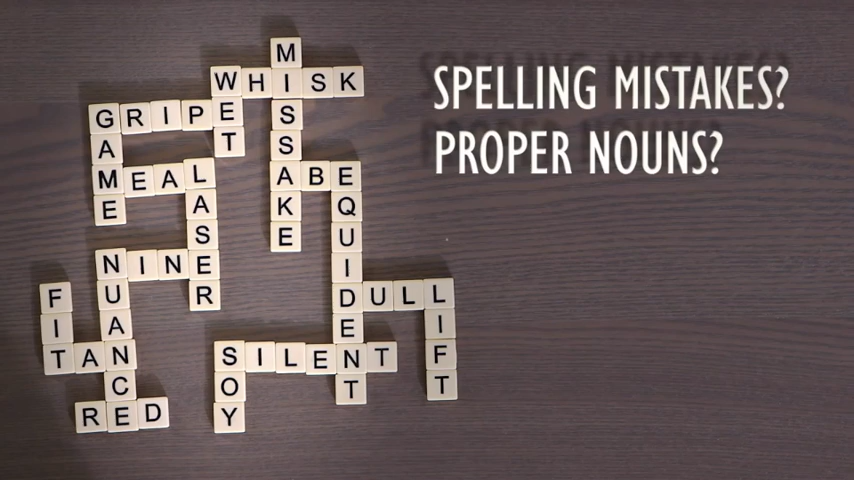 SPELLING MISTAKES?
PROPER NOUNS?
MISSAKE
WHISK
WET
GRIPE
GAME
MEAL
LASER
ABE
EQUIDENT
NINE
NUANCE
DULL
LIFT
FIT
TAN
SILENT
SOY
RED